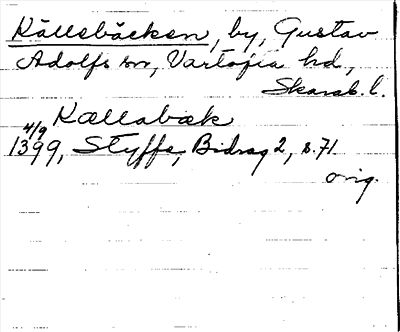 Källebäcken, by, Gustav
Adolfs sn, Vartofta hd,
Skarab. l.
Kællabæk
4/9
1399, Styffe, Bidrag 2, s. 71.
orig.